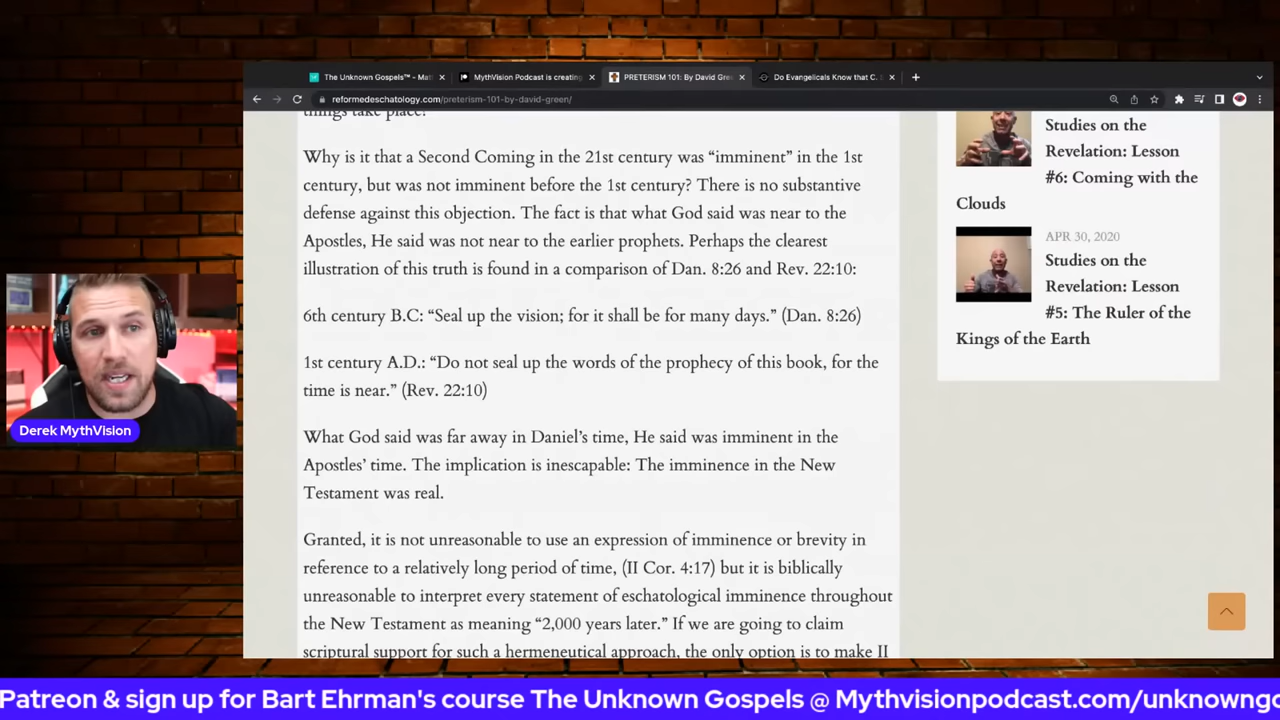 The Unknown Gospels™ - Mat
MythVision Podcast is creating
PRETERISM 101: By David Gree
Do Evangelicals Know that C. S
reformedeschatology.com/preterism-101-by-david-green/
things take place?
Why is it that a Second Coming in the 21st century was “imminent” in the 1st
century, but was not imminent before the 1st century? There is no substantive
defense against this objection. The fact is that what God said was near to the
Apostles, He said was not near to the earlier prophets. Perhaps the clearest
illustration of this truth is found in a comparison of Dan. 8:26 and Rev. 22:10:
6th century B.C: “Seal up the vision; for it shall be for many days.” (Dan. 8:26)
1st century A.D.: “Do not seal up the words of the prophecy of this book, for the
time is near.” (Rev. 22:10)
What God said was far away in Daniel’s time, He said was imminent in the
Apostles’ time. The implication is inescapable: The imminence in the New
Testament was real.
Granted, it is not unreasonable to use an expression of imminence or brevity in
reference to a relatively long period of time, (II Cor. 4:17) but it is biblically
unreasonable to interpret every statement of eschatological imminence throughout
the New Testament as meaning “2,000 years later.” If we are going to claim
scriptural support for such a hermeneutical approach, the only option is to make II
Studies on the
Revelation: Lesson
#6: Coming with the
Clouds
APR 30, 2020
Studies on the
Revelation: Lesson
#5: The Ruler of the
Kings of the Earth
Derek MythVision
Patreon & sign up for Bart Ehrman's course The Unknown Gospels @ Mythvisionpodcast.com/unknowngo